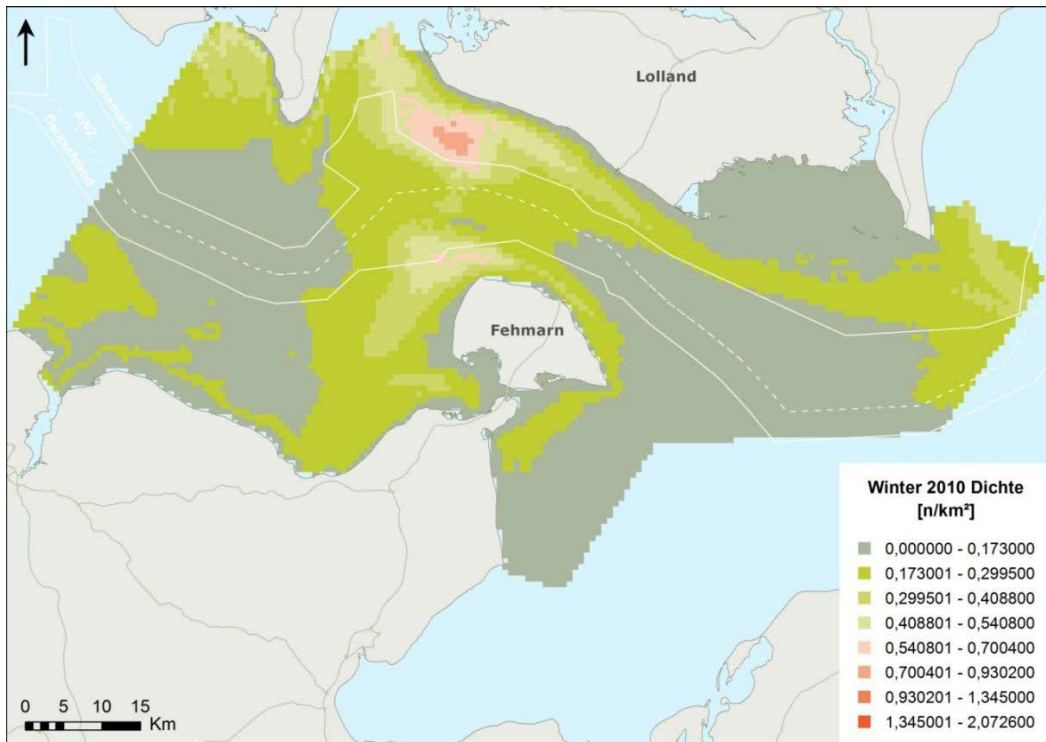 Lolland
Dänemark
AWZ
Deutschland
Fehmarn
Winter 2010 Dichte
[n/km²]
0,000000 - 0,173000
0,173001 - 0,299500
0,299501 - 0,408800
0,408801 - 0,540800
0,540801 - 0,700400
0,700401 - 0,930200
0,930201 - 1,345000
1,345001 - 2,072600
0 5 10 15
Km